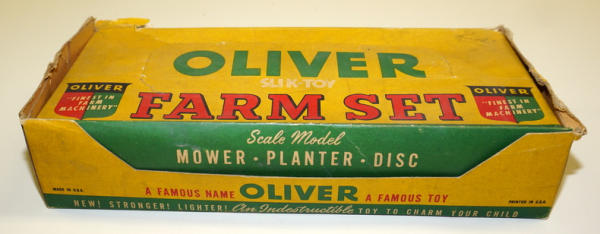 OLIVER
SLIK-TOY
OLIVER
"FINEST IN
FARM
MACHINERY"
FARM SET
OLIVER
"FINEST IN
FARM
MACHINERY"
Scale Model
MOWER · PLANTER · DISC
MADE IN U.S.A.
A FAMOUS NAME OLIVER A FAMOUS TOY
PRINTED IN U.S.A.
NEW! STRONGER! LIGHTER! An Indestructible TOY TO CHARM YOUR CHILD